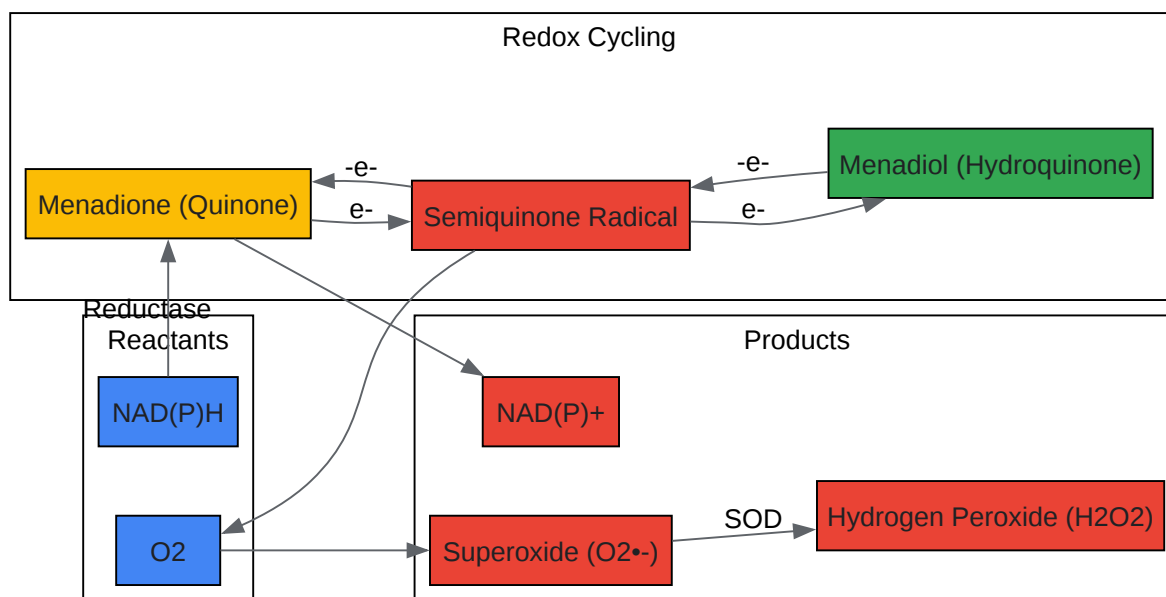 Redox Cycling
-e-
-e-
Menadiol (Hydroquinone)
Menadione (Quinone)
e-
Semiquinone Radical
e-
Reductase
Reactants
Products
NAD(P)H
NAD(P)+
O2
Superoxide (O2•-)
SOD
Hydrogen Peroxide (H2O2)